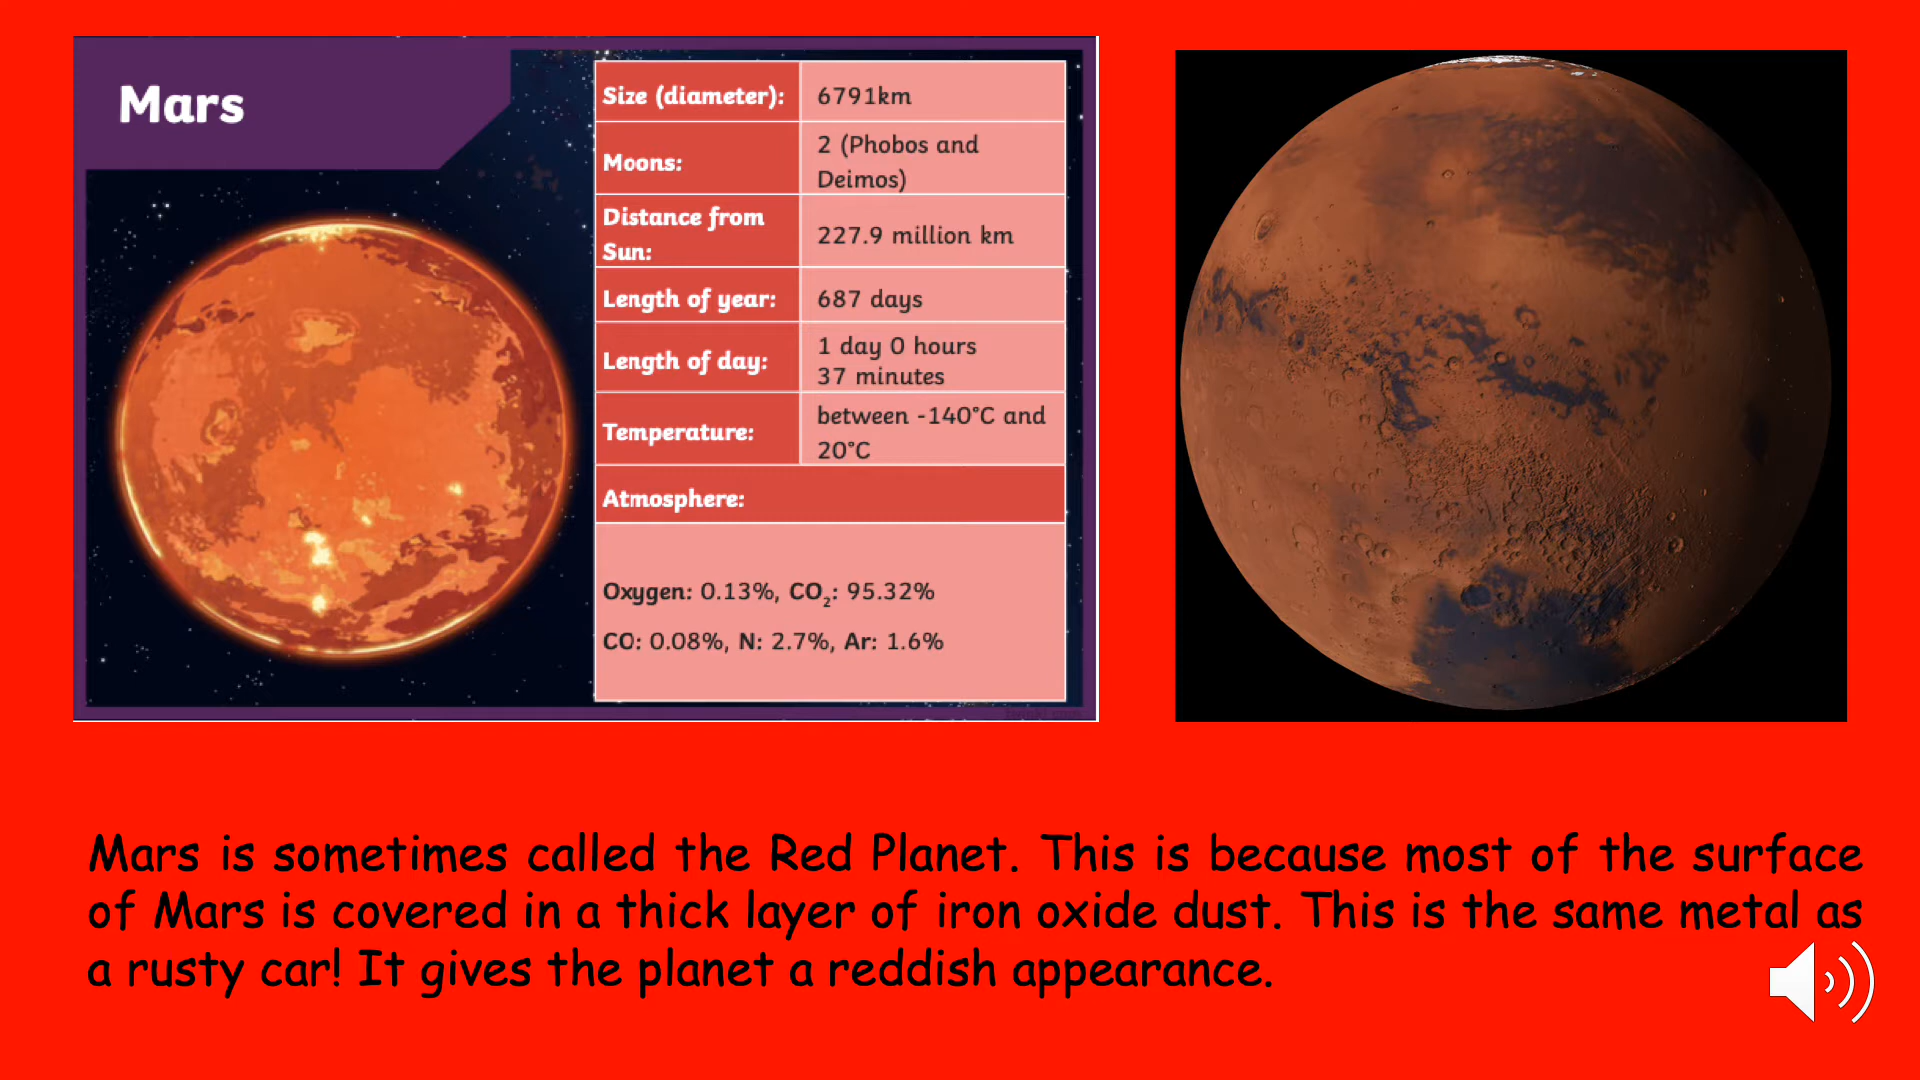 Mars
Size (diameter): 6791km
Moons: 2 (Phobos and
Deimos)
Distance from
Sun: 227.9 million km
Length of year: 687 days
Length of day: 1 day 0 hours
37 minutes
Temperature: between -140°C and
20°C
Atmosphere:
Oxygen: 0.13%, CO₂: 95.32%
CO: 0.08%, N: 2.7%, Ar: 1.6%
Mars is sometimes called the Red Planet. This is because most of the surface
of Mars is covered in a thick layer of iron oxide dust. This is the same metal as
a rusty car! It gives the planet a reddish appearance.